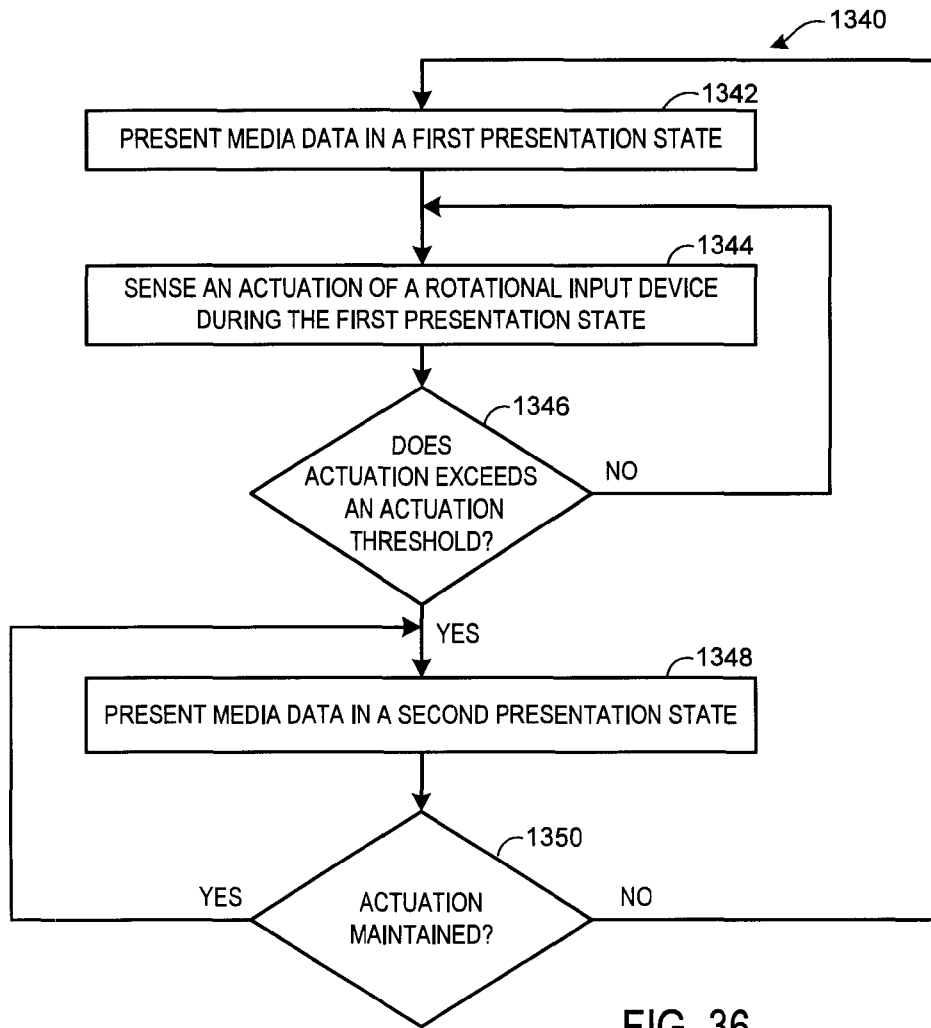 1340
1342
PRESENT MEDIA DATA IN A FIRST PRESENTATION STATE
1344
SENSE AN ACTUATION OF A ROTATIONAL INPUT DEVICE
DURING THE FIRST PRESENTATION STATE
1346
DOES
ACTUATION EXCEEDS
AN ACTUATION
THRESHOLD?
NO
YES
1348
PRESENT MEDIA DATA IN A SECOND PRESENTATION STATE
1350
YES
ACTUATION
MAINTAINED?
NO
FIG. 36